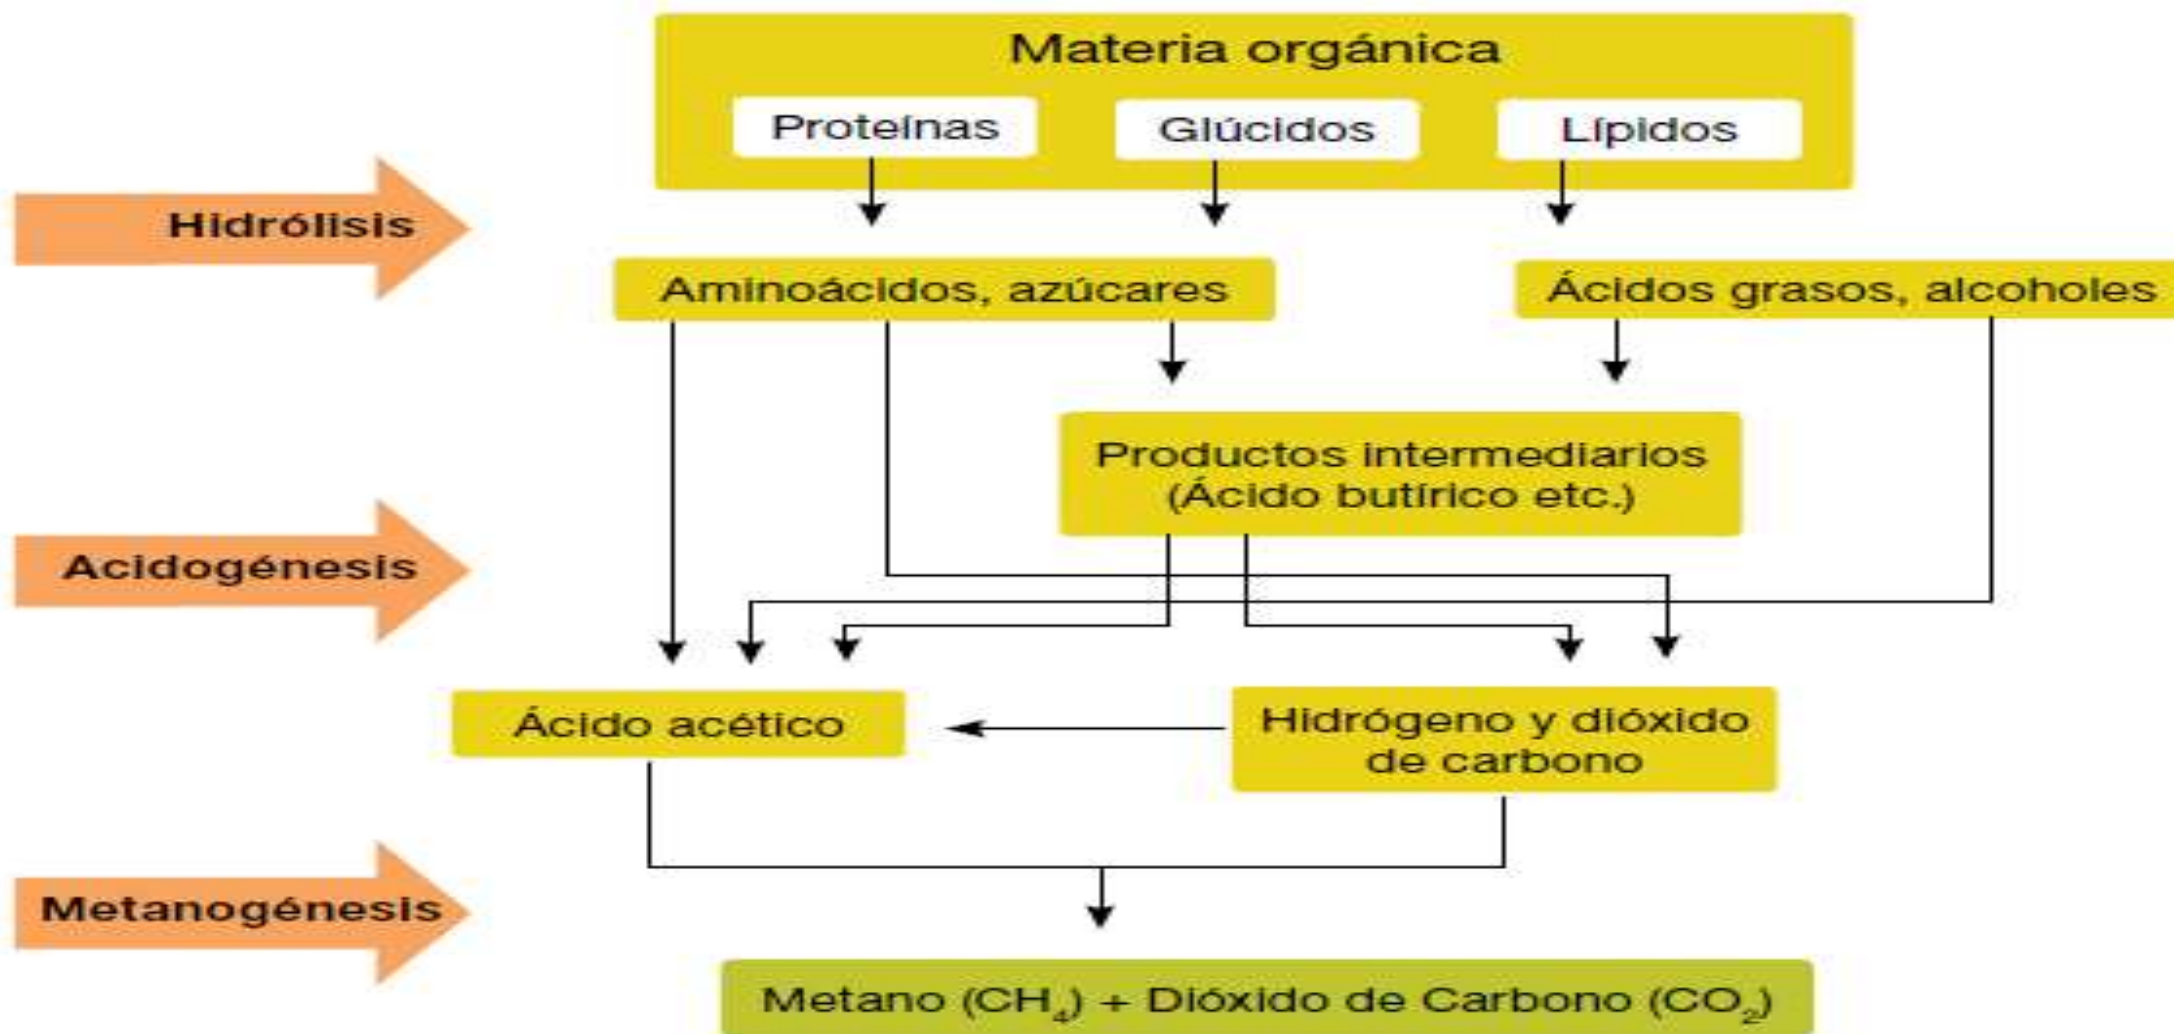 Materia orgánica
Proteínas
Glúcidos
Lípidos
Hidrólisis
Aminoácidos, azúcares
Ácidos grasos, alcoholes
Productos intermediarios
(Ácido butírico etc.)
Acidogénesis
Ácido acético
Hidrógeno y dióxido
de carbono
Metanogénesis
Metano (CH₄) + Dióxido de Carbono (CO₂)